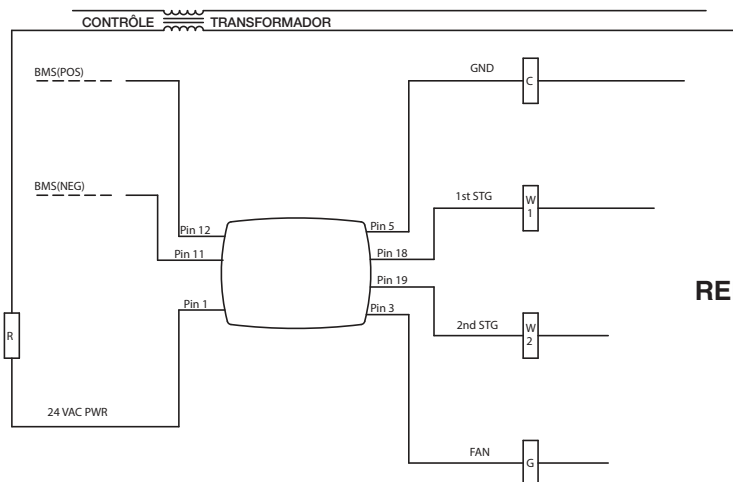 CONTRÔLE TRANSFORMADOR
BMS(POS)
GND
C
BMS(NEG)
1st STG
W
1
Pin 12
Pin 5
Pin 11
Pin 18
Pin 19
RE
Pin 1
Pin 3
R
2nd STG
W
2
24 VAC PWR
FAN
G